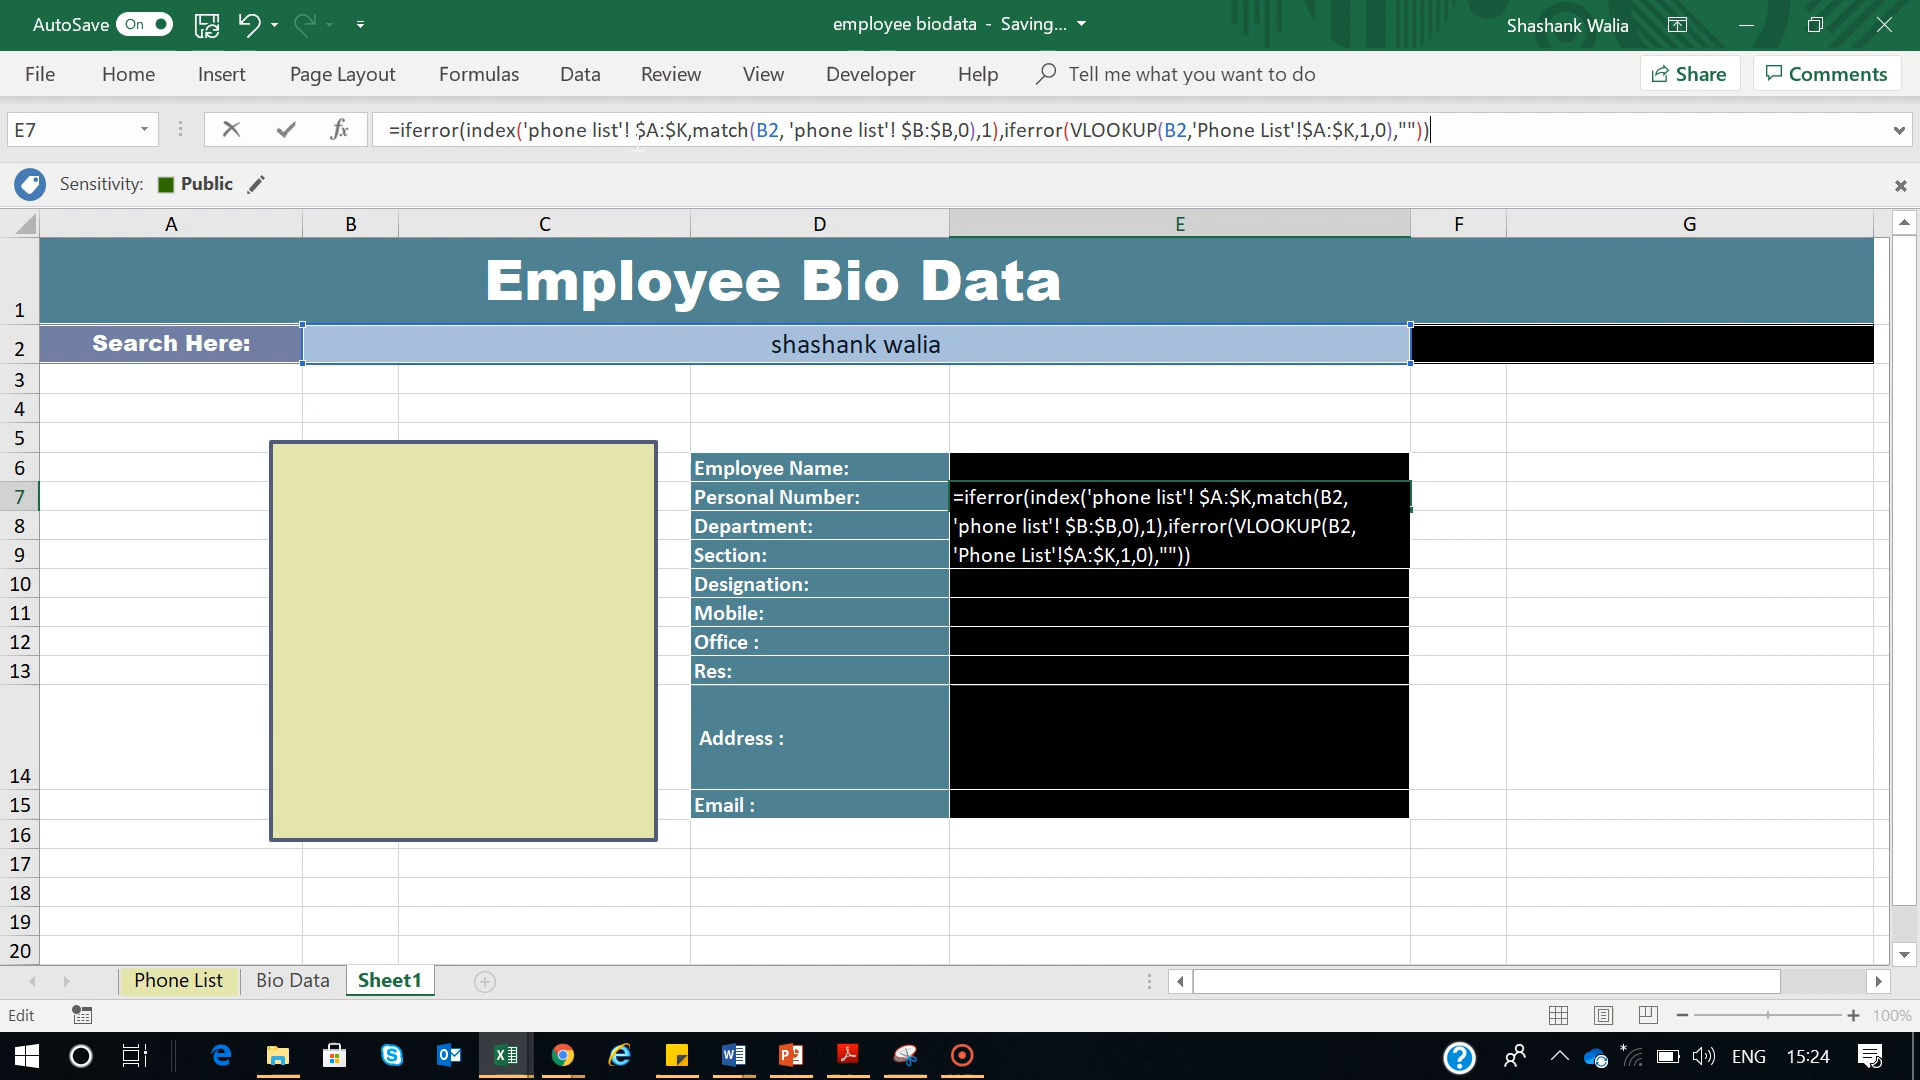 AutoSave On employee biodata - Saving... Shashank Walia
File Home Insert Page Layout Formulas Data Review View Developer Help Tell me what you want to do Share Comments
E7 fx =iferror(index('phone list'! $A:$K,match(B2, 'phone list'! $B:$B,0),1),iferror(VLOOKUP(B2,'Phone List'!$A:$K,1,0),""))
Sensitivity: Public
A B C D E F G
1 Employee Bio Data
2 Search Here: shashank walia
3
4
5
6 Employee Name:
7 Personal Number: =iferror(index('phone list'! $A:$K,match(B2,
8 Department: 'phone list'! $B:$B,0),1),iferror(VLOOKUP(B2,
9 Section: 'Phone List'!$A:$K,1,0),""))
10 Designation:
11 Mobile:
12 Office :
13 Res:
14 Address :
15 Email :
16
17
18
19
20
Phone List Bio Data Sheet1
Edit 100%
ENG 15:24